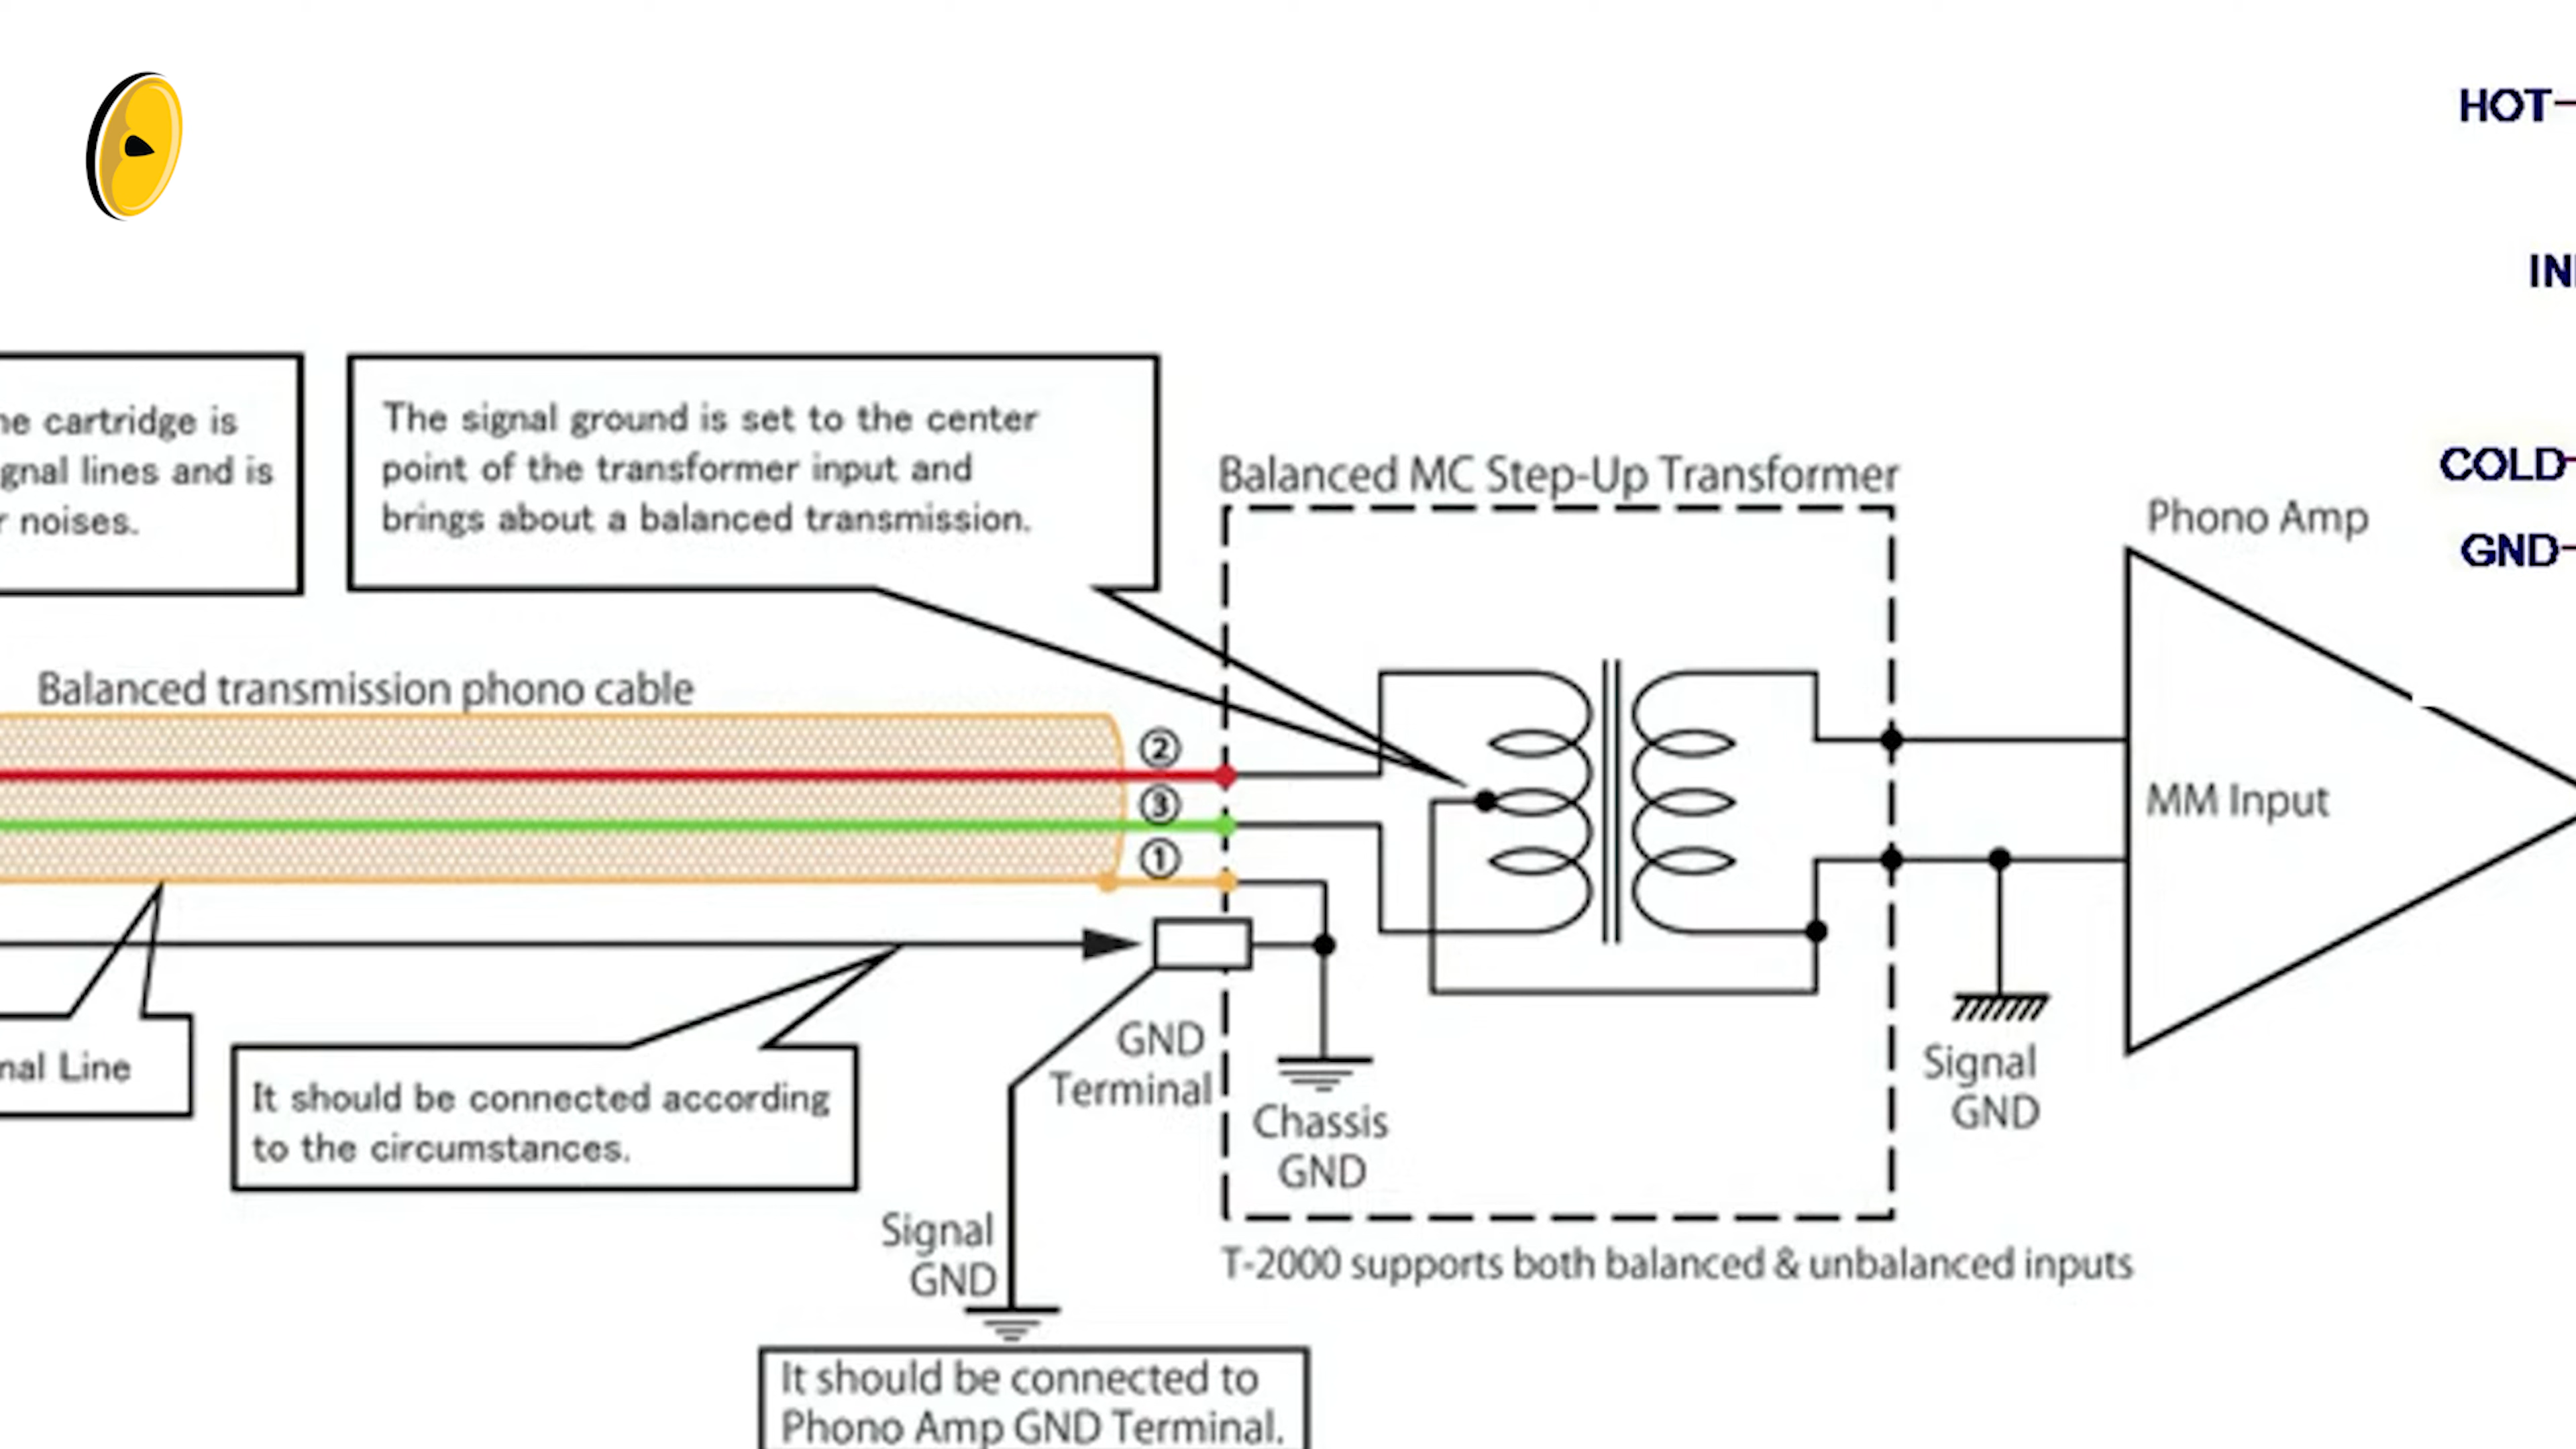 HOT
COLD
GND
cartridge is
lines and is
noises.
The signal ground is set to the center
point of the transformer input and
brings about a balanced transmission.
Balanced MC Step-Up Transformer
Phono Amp
Balanced transmission phono cable
②
③
①
MM Input
Line
It should be connected according
to the circumstances.
GND
Terminal
Chassis
GND
Signal
GND
Signal
GND
T-2000 supports both balanced & unbalanced inputs
It should be connected to
Phono Amp GND Terminal.